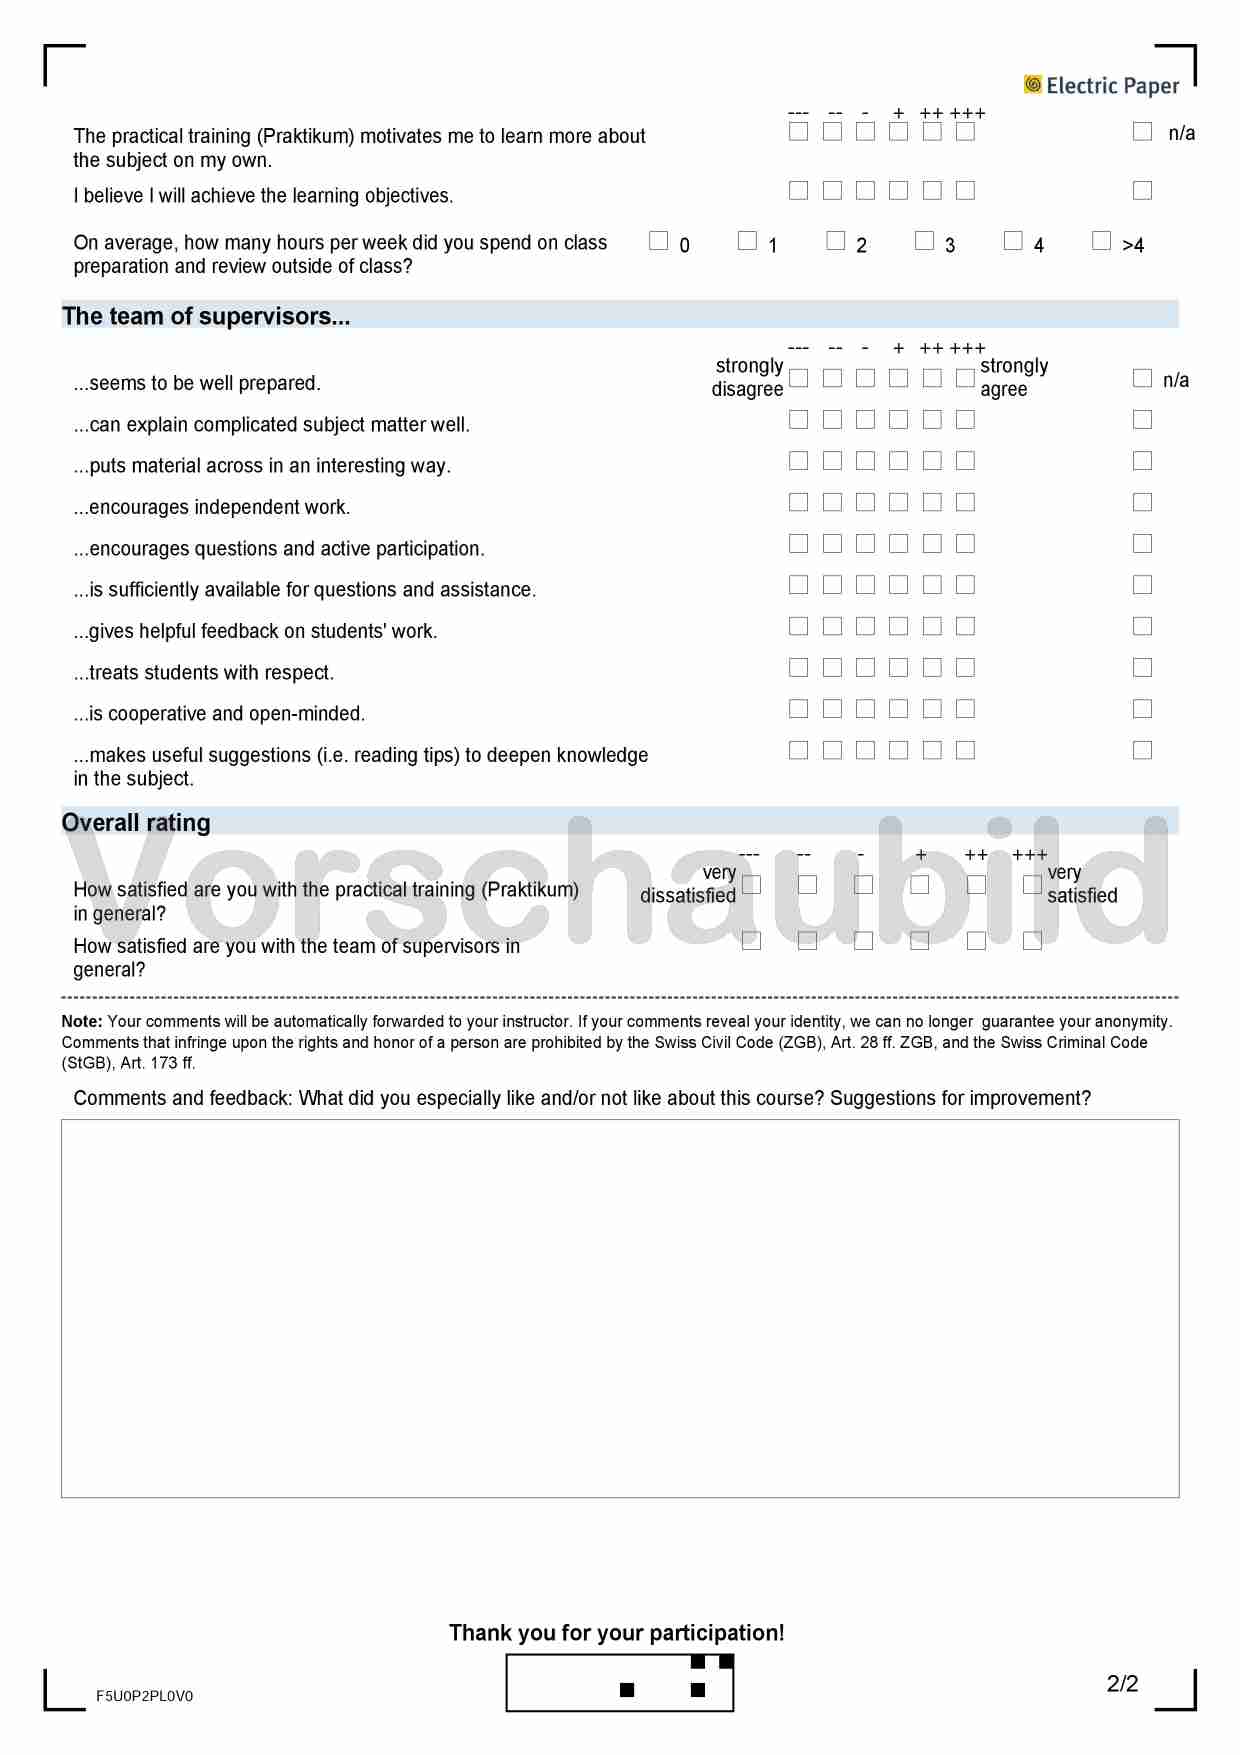 Electric Paper
--- -- - + ++ +++
The practical training (Praktikum) motivates me to learn more about n/a
the subject on my own.
I believe I will achieve the learning objectives.
On average, how many hours per week did you spend on class 0 1 2 3 4 >4
preparation and review outside of class?
The team of supervisors...
--- -- - + ++ +++
strongly strongly
...seems to be well prepared. disagree agree n/a
...can explain complicated subject matter well.
...puts material across in an interesting way.
...encourages independent work.
...encourages questions and active participation.
...is sufficiently available for questions and assistance.
...gives helpful feedback on students' work.
...treats students with respect.
...is cooperative and open-minded.
...makes useful suggestions (i.e. reading tips) to deepen knowledge
in the subject.
Overall rating
Vorschaubild
--- -- - + ++ +++
very very
How satisfied are you with the practical training (Praktikum) dissatisfied satisfied
in general?
How satisfied are you with the team of supervisors in
general?
Note: Your comments will be automatically forwarded to your instructor. If your comments reveal your identity, we can no longer guarantee your anonymity.
Comments that infringe upon the rights and honor of a person are prohibited by the Swiss Civil Code (ZGB), Art. 28 ff. ZGB, and the Swiss Criminal Code
(StGB), Art. 173 ff.
Comments and feedback: What did you especially like and/or not like about this course? Suggestions for improvement?
Thank you for your participation!
F5U0P2PL0V0 2/2